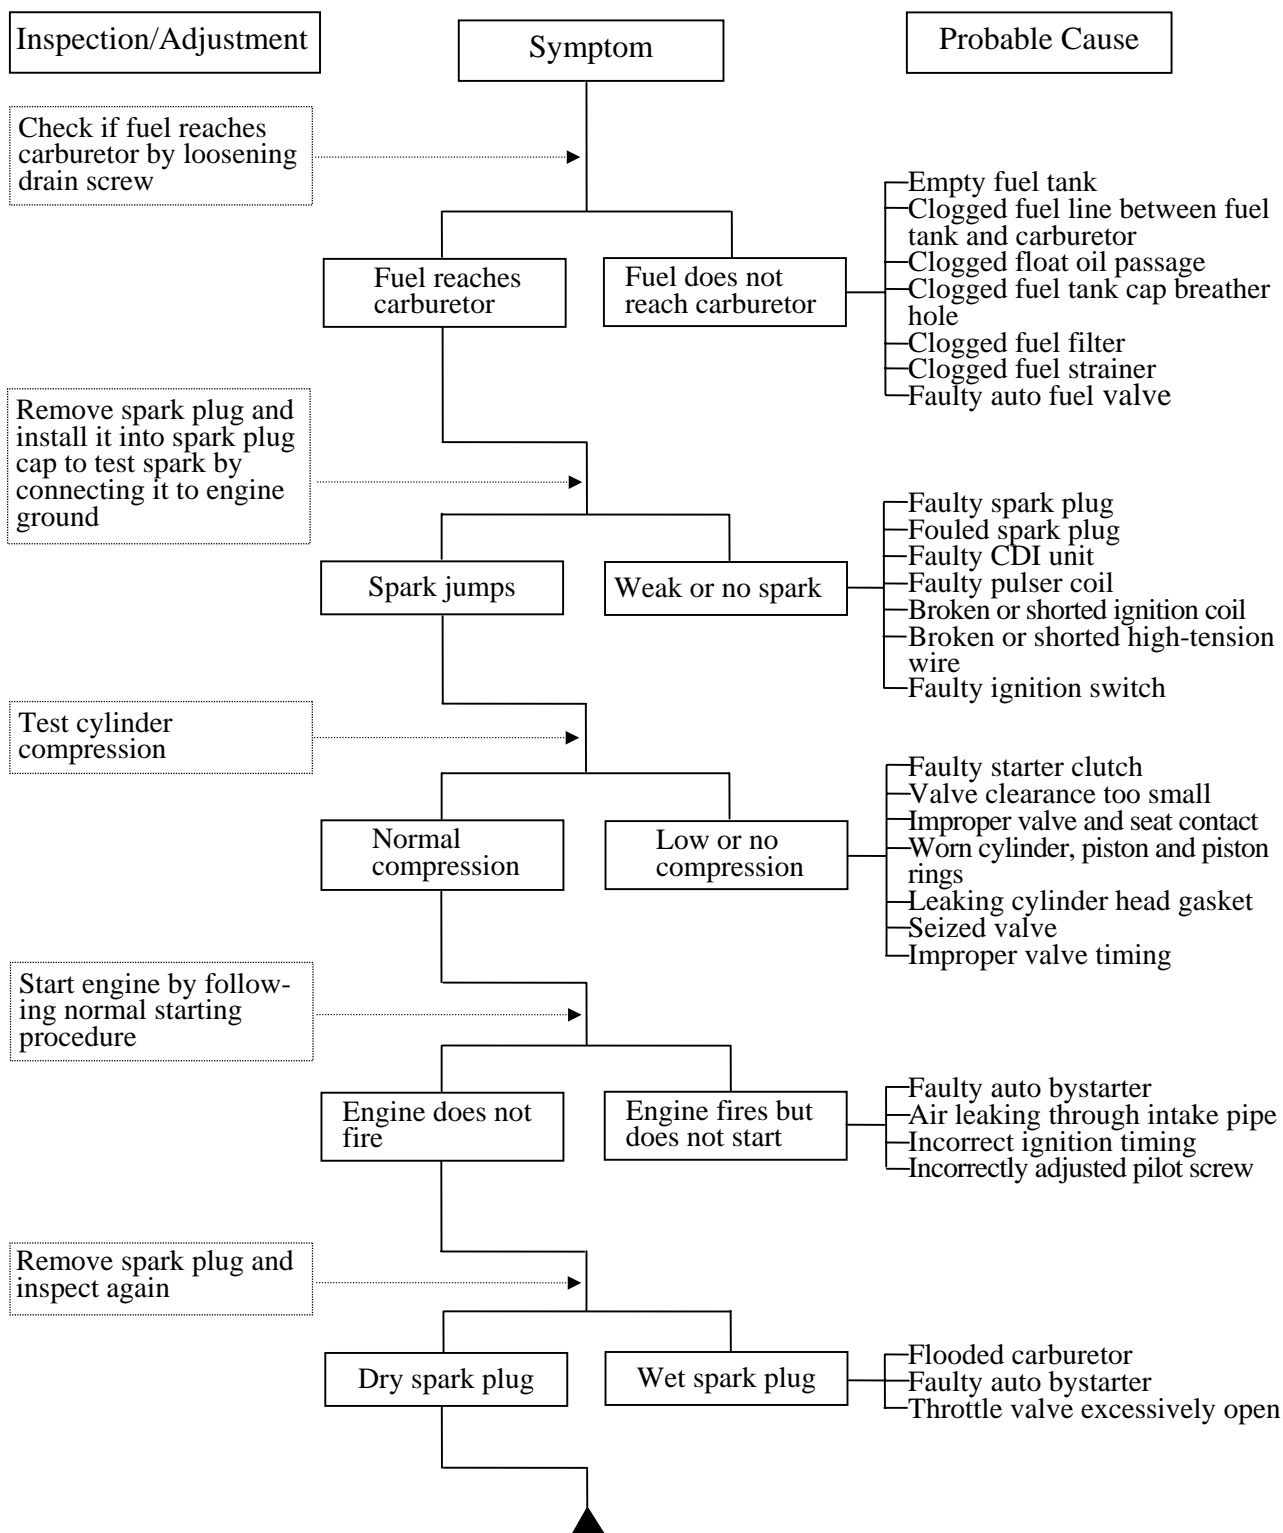 Inspection/Adjustment
Symptom
Probable Cause
Check if fuel reaches
carburetor by loosening
drain screw
Fuel reaches
carburetor
Fuel does not
reach carburetor
Empty fuel tank
Clogged fuel line between fuel
tank and carburetor
Clogged float oil passage
Clogged fuel tank cap breather
hole
Clogged fuel filter
Clogged fuel strainer
Faulty auto fuel valve
Remove spark plug and
install it into spark plug
cap to test spark by
connecting it to engine
ground
Spark jumps
Weak or no spark
Faulty spark plug
Fouled spark plug
Faulty CDI unit
Faulty pulser coil
Broken or shorted ignition coil
Broken or shorted high-tension
wire
Faulty ignition switch
Test cylinder
compression
Normal
compression
Low or no
compression
Faulty starter clutch
Valve clearance too small
Improper valve and seat contact
Worn cylinder, piston and piston
rings
Leaking cylinder head gasket
Seized valve
Improper valve timing
Start engine by follow-
ing normal starting
procedure
Engine does not
fire
Engine fires but
does not start
Faulty auto bystarter
Air leaking through intake pipe
Incorrect ignition timing
Incorrectly adjusted pilot screw
Remove spark plug and
inspect again
Dry spark plug
Wet spark plug
Flooded carburetor
Faulty auto bystarter
Throttle valve excessively open